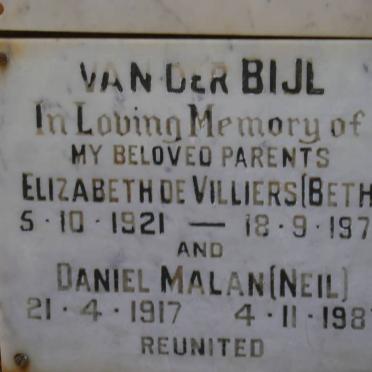 VAN DER BIJL
In Loving Memory of
MY BELOVED PARENTS
ELIZABETH DE VILLIERS (BETH
5 · 10 · 1921 — 18 · 9 · 197
AND
DANIEL MALAN (NEIL)
21 · 4 · 1917 4 · 11 · 198
REUNITED